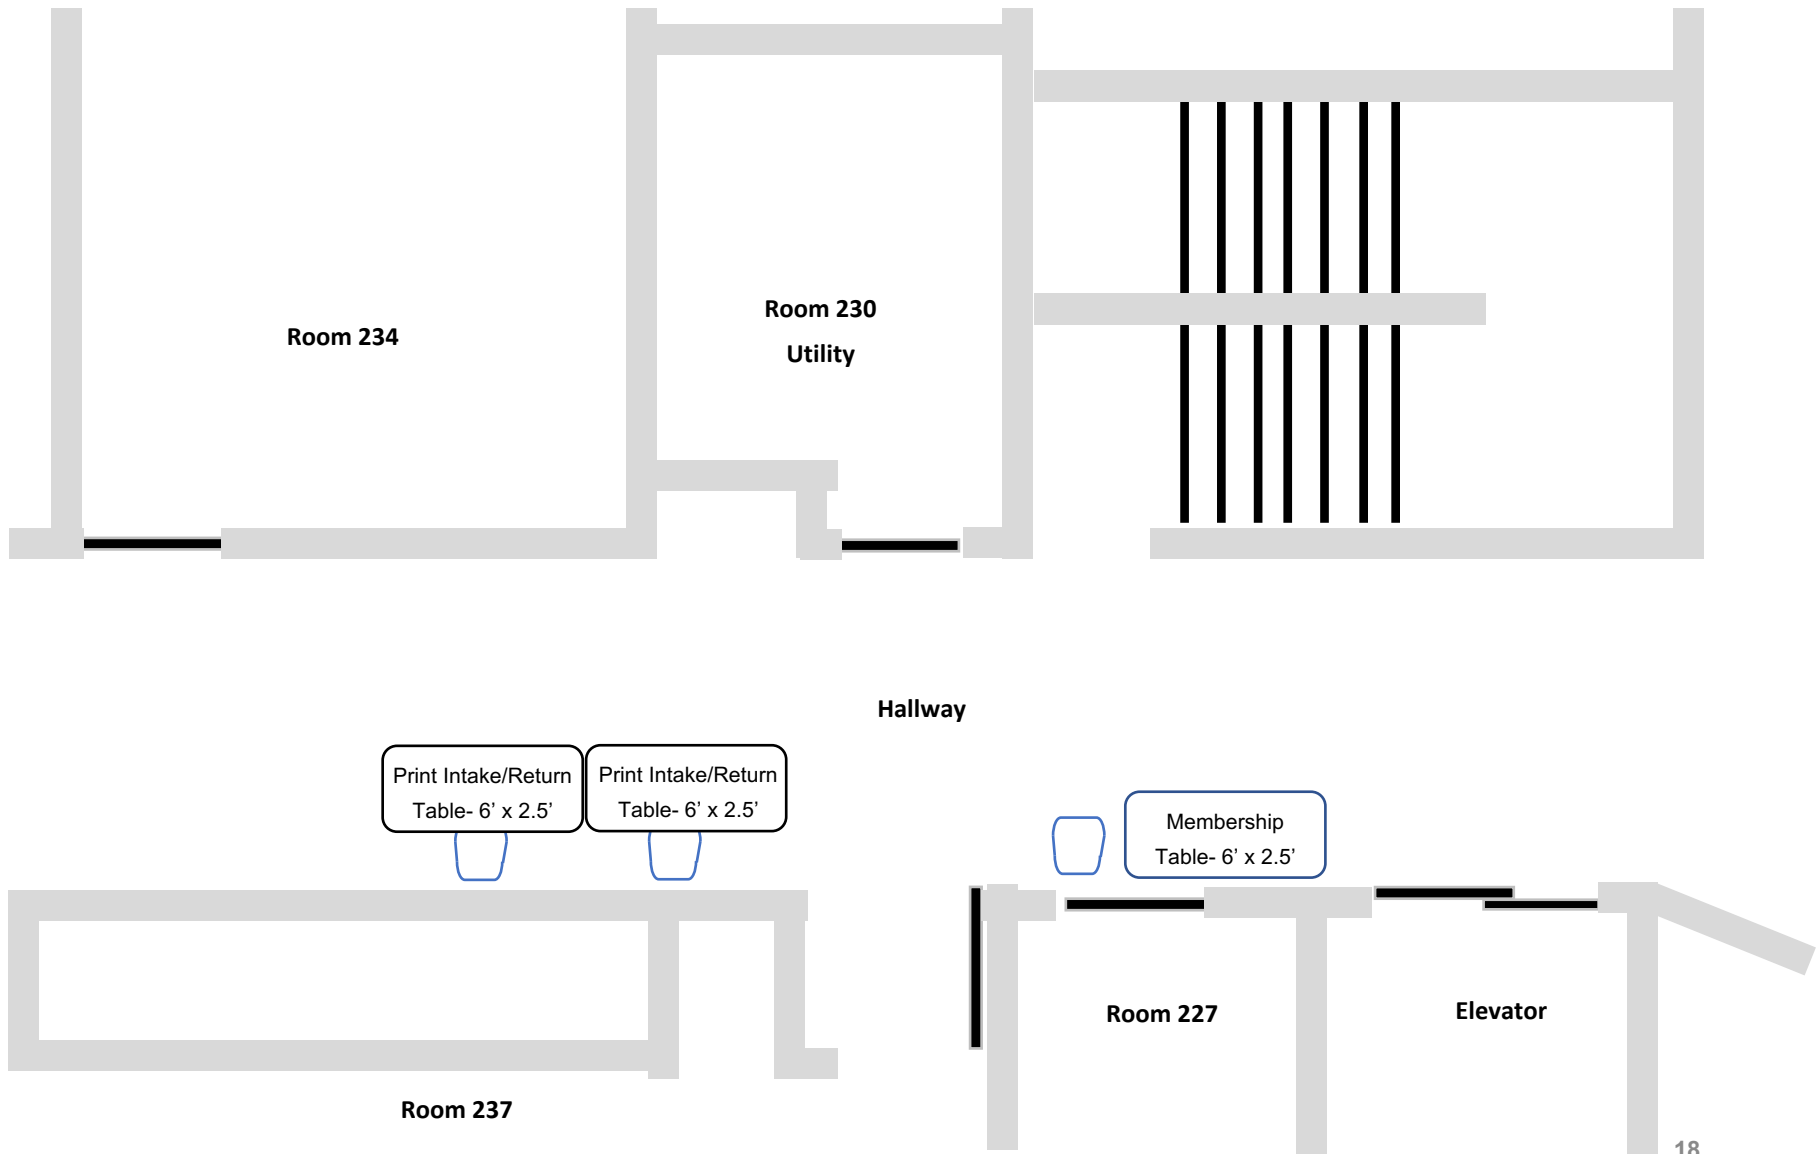 Room 234
Room 230
Utility
Hallway
Print Intake/Return
Table- 6’ x 2.5’
Print Intake/Return
Table- 6’ x 2.5’
Membership
Table- 6’ x 2.5’
Room 227
Elevator
Room 237
18